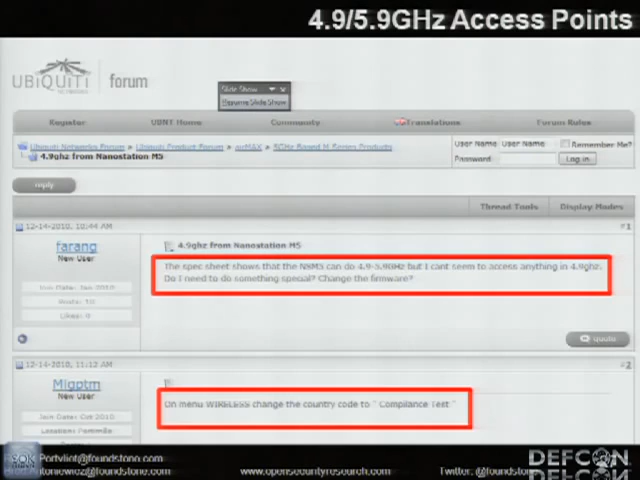 4.9/5.9GHz Access Points
UBiQUiTi NETWORKS forum
Slide Show
Resume Slide Show
Register UBNT Home Community Translations Forum Rules
Ubiquiti Networks Forum » Ubiquiti Product Forum » airMAX » 5GHz Based M Series Products
4.9ghz from Nanostation M5
User Name User Name Remember Me?
Password Log in
reply
Thread Tools Display Modes
12-14-2010, 10:44 AM #1
farang
New User
Join Date: Jan 2010
Posts: 10
Likes: 0
4.9ghz from Nanostation M5
The spec sheet shows that the NSM5 can do 4.9-5.9GHz but I cant seem to access anything in 4.9ghz.
Do I need to do something special? Change the firmware?
quote
12-14-2010, 11:12 AM #2
Migptm
New User
Join Date: Oct 2010
On menu WIRELESS change the country code to " Compliance Test "
Portvliet@foundstone.com
www.opensecurityresearch.com
Twitter: @foundston
DEFCON